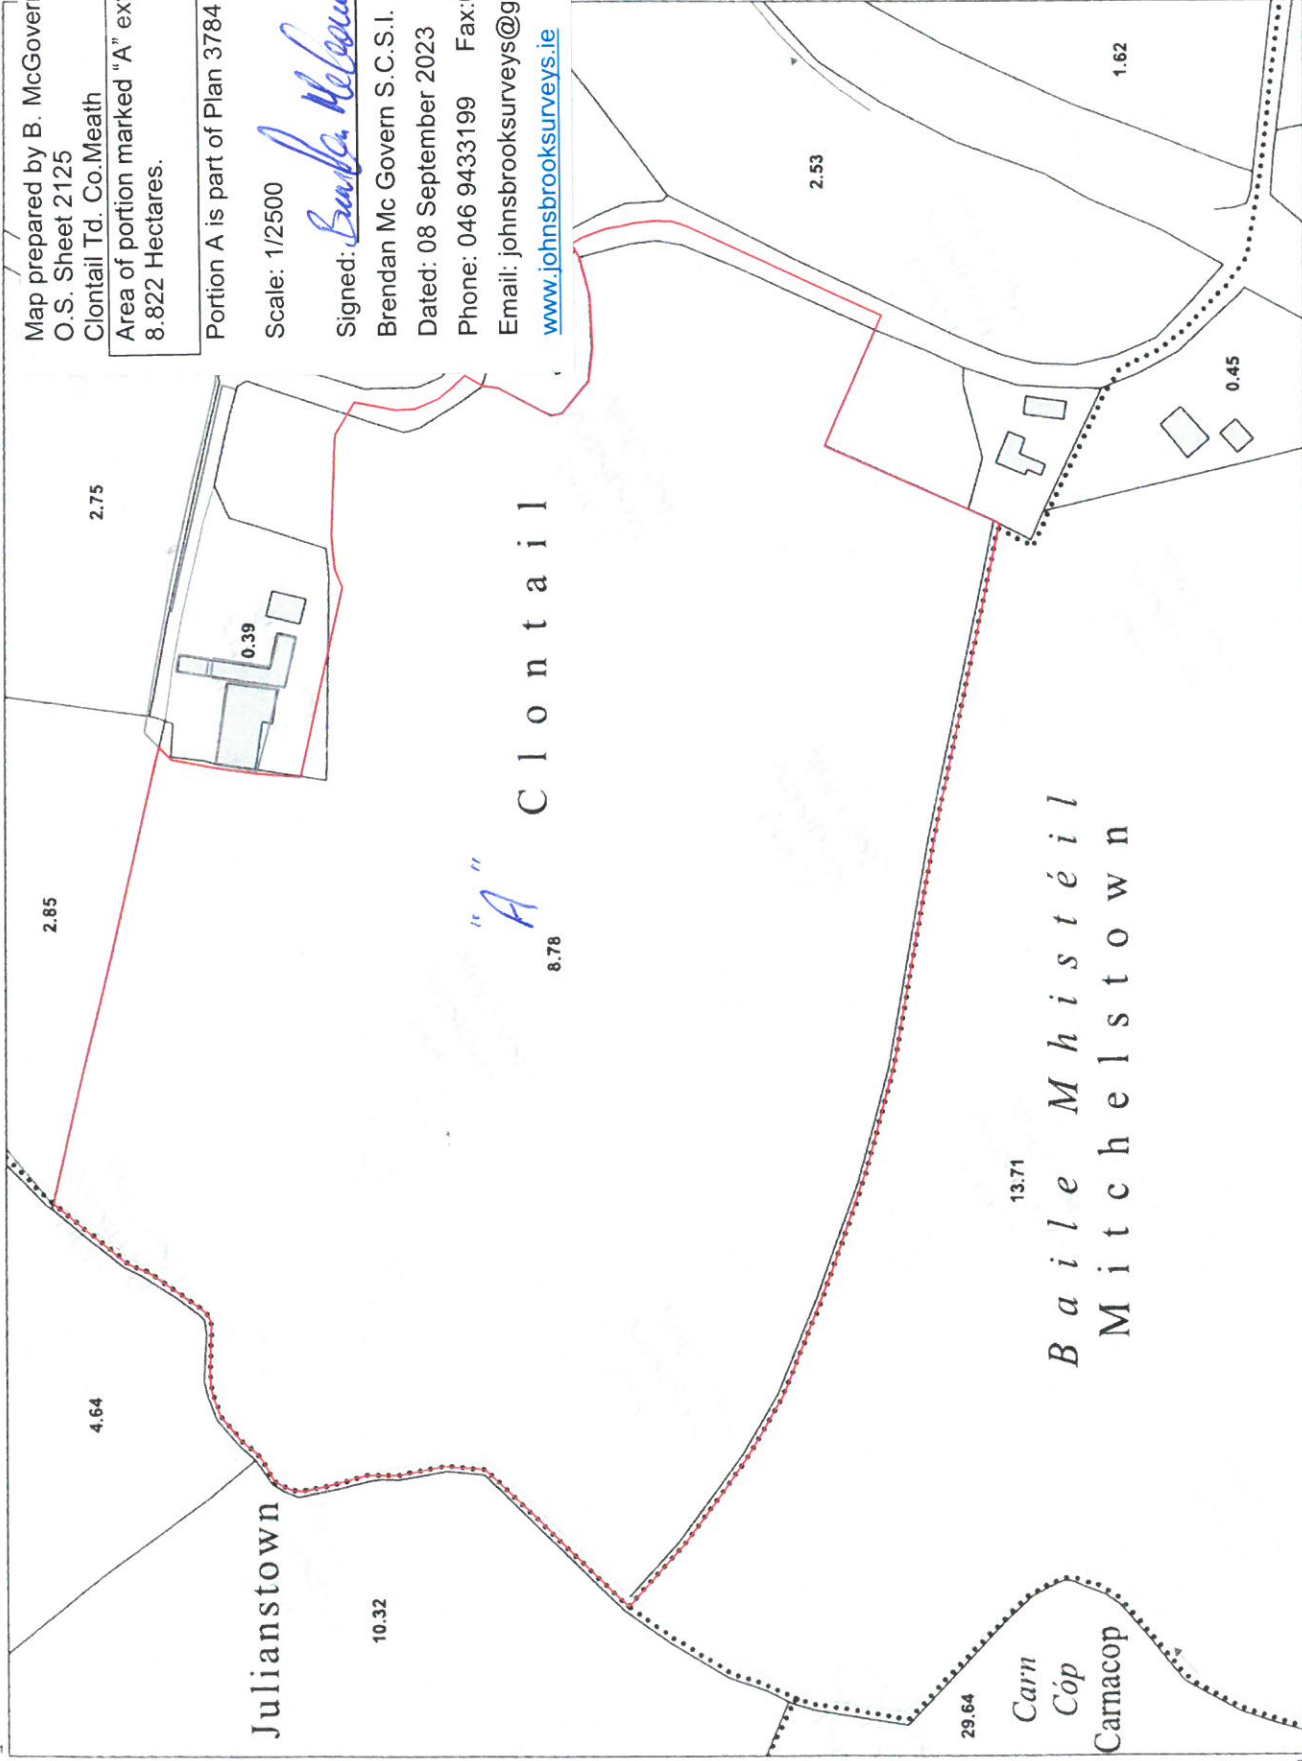 Map prepared by B. McGovern
O.S. Sheet 2125
Clontail Td. Co.Meath
Area of portion marked “A” ex
8.822 Hectares.
Portion A is part of Plan 3784
Scale: 1/2500
Signed:
Brendan Mc Govern S.C.S.I.
Dated: 08 September 2023 Fax:
Phone: 046 9433199
Email: johnsbrooksurveys@g
www.johnsbrooksurveys.ie
2.75
0.39
2.85
4.64
Julianstown
10.32
"A"
8.78
Clontail
2.53
1.62
0.45
13.71
Baile Mhistéil
Mitchelstown
29.64
Carn
Cóp
Carnacop